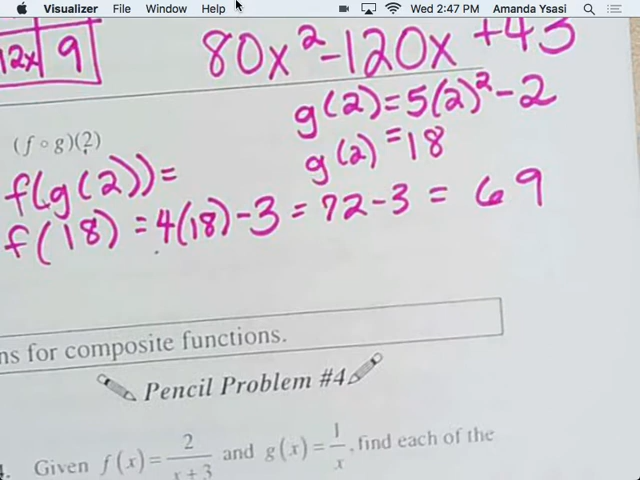 Visualizer File Window Help Wed 2:47 PM Amanda Ysasi
12x 9 80x²-120x +45
g(2)=5(2)²-2
(f∘g)(2)
g(2)=18
f(g(2))=
f(18)=4(18)-3=72-3=69
ns for composite functions.
Pencil Problem #4
4. Given f(x)=2/(x+3) and g(x)=1/x, find each of the